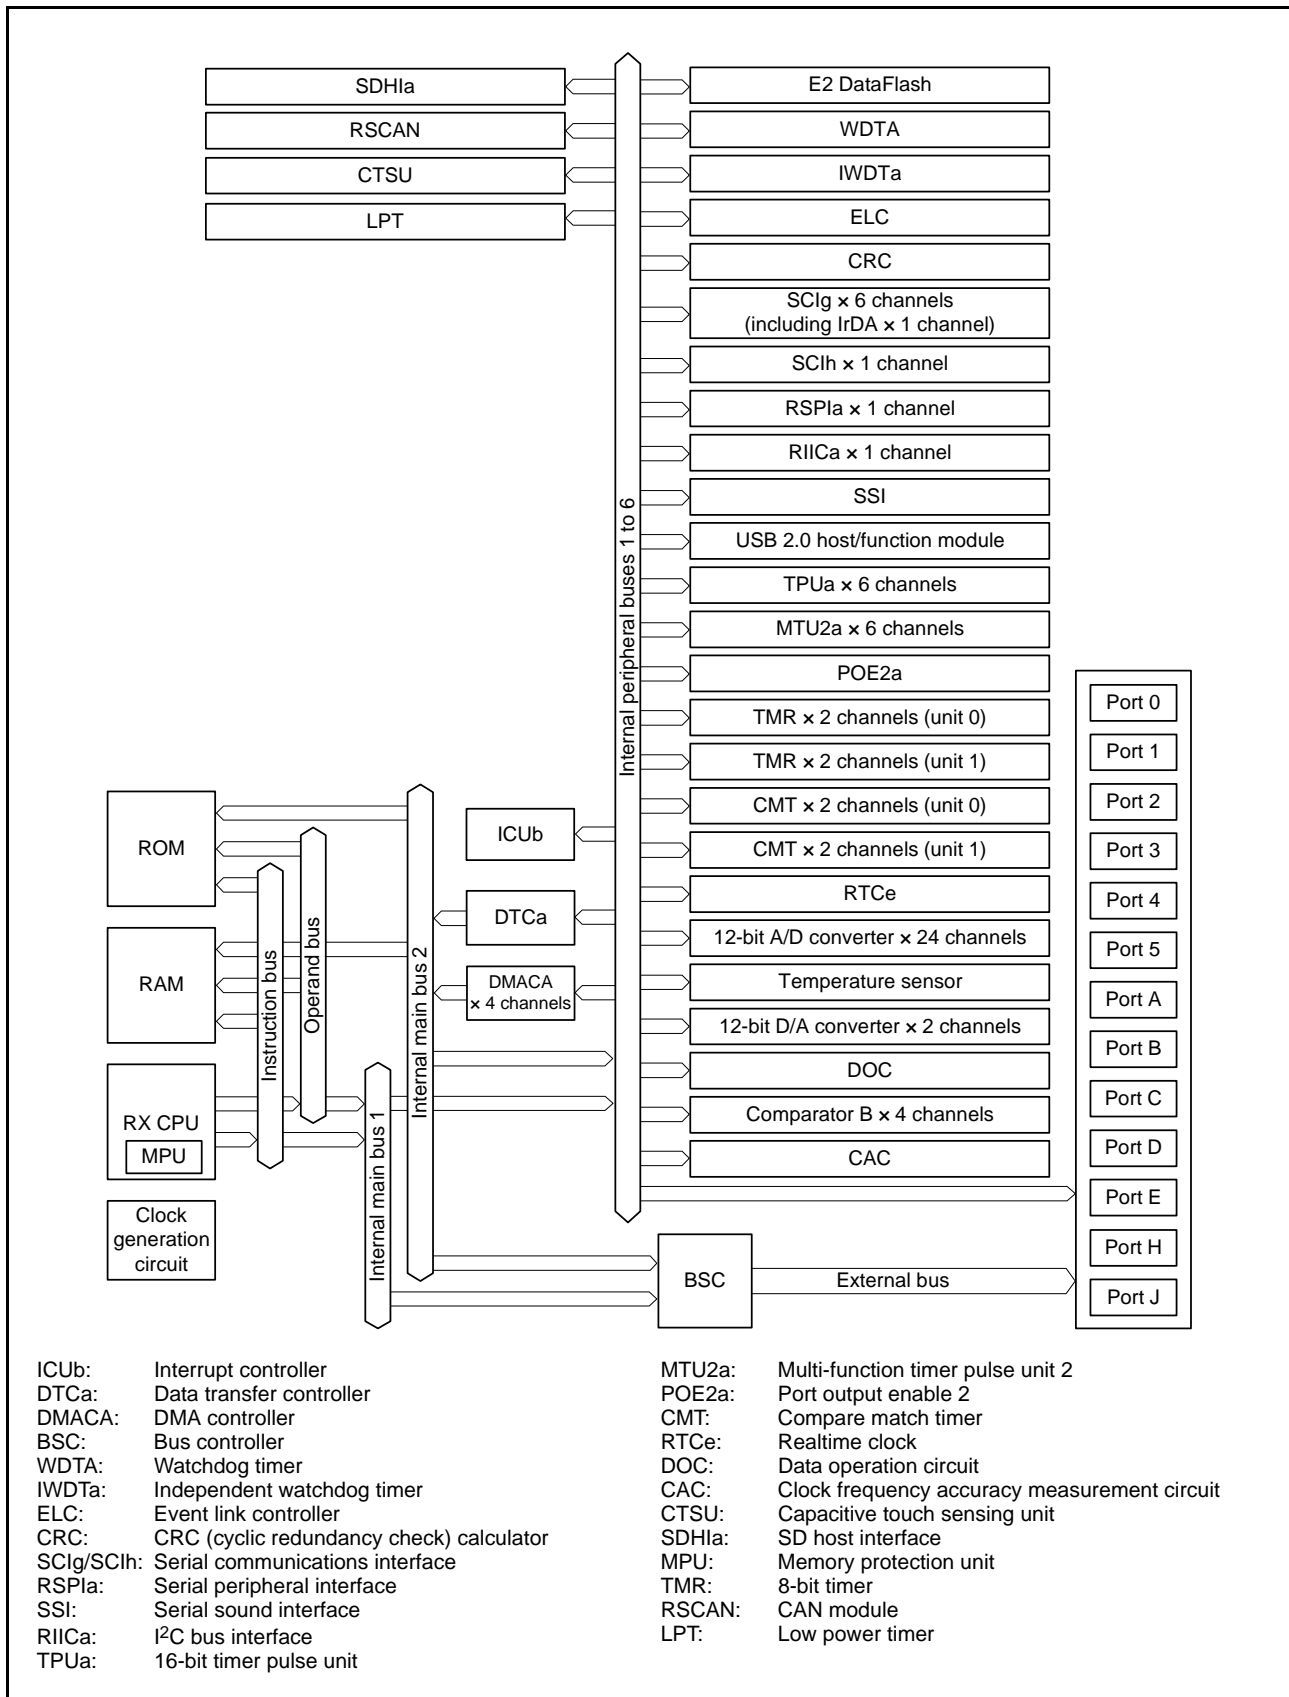 SDHIa
RSCAN
CTSU
LPT
E2 DataFlash
WDTA
IWDTa
ELC
CRC
SCIg × 6 channels
(including IrDA × 1 channel)
SCIh × 1 channel
RSPIa × 1 channel
RIICa × 1 channel
SSI
USB 2.0 host/function module
TPUa × 6 channels
MTU2a × 6 channels
POE2a
TMR × 2 channels (unit 0)
TMR × 2 channels (unit 1)
CMT × 2 channels (unit 0)
CMT × 2 channels (unit 1)
RTCe
12-bit A/D converter × 24 channels
Temperature sensor
12-bit D/A converter × 2 channels
DOC
Comparator B × 4 channels
CAC
Internal peripheral buses 1 to 6
Port 0
Port 1
Port 2
Port 3
Port 4
Port 5
Port A
Port B
Port C
Port D
Port E
Port H
Port J
ROM
RAM
RX CPU
MPU
Clock
generation
circuit
Instruction bus
Operand bus
Internal main bus 1
Internal main bus 2
ICUb
DTCa
DMACA
× 4 channels
BSC
External bus
ICUb: Interrupt controller
DTCa: Data transfer controller
DMACA: DMA controller
BSC: Bus controller
WDTA: Watchdog timer
IWDTa: Independent watchdog timer
ELC: Event link controller
CRC: CRC (cyclic redundancy check) calculator
SCIg/SCIh: Serial communications interface
RSPIa: Serial peripheral interface
SSI: Serial sound interface
RIICa: I²C bus interface
TPUa: 16-bit timer pulse unit
MTU2a: Multi-function timer pulse unit 2
POE2a: Port output enable 2
CMT: Compare match timer
RTCe: Realtime clock
DOC: Data operation circuit
CAC: Clock frequency accuracy measurement circuit
CTSU: Capacitive touch sensing unit
SDHIa: SD host interface
MPU: Memory protection unit
TMR: 8-bit timer
RSCAN: CAN module
LPT: Low power timer